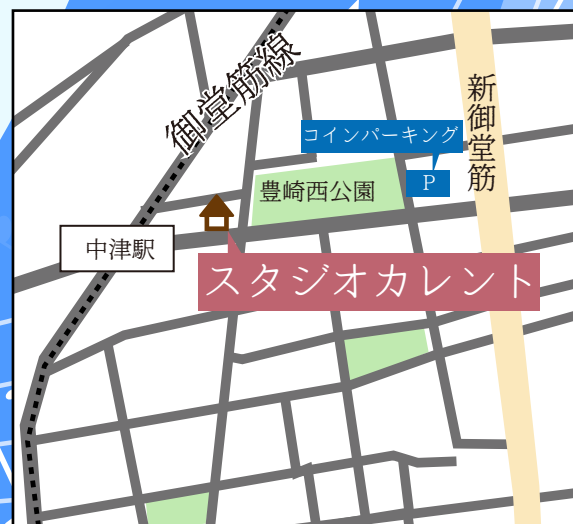 御堂筋線
新御堂筋
コインパーキング
P
豊崎西公園
中津駅
スタジオカレント